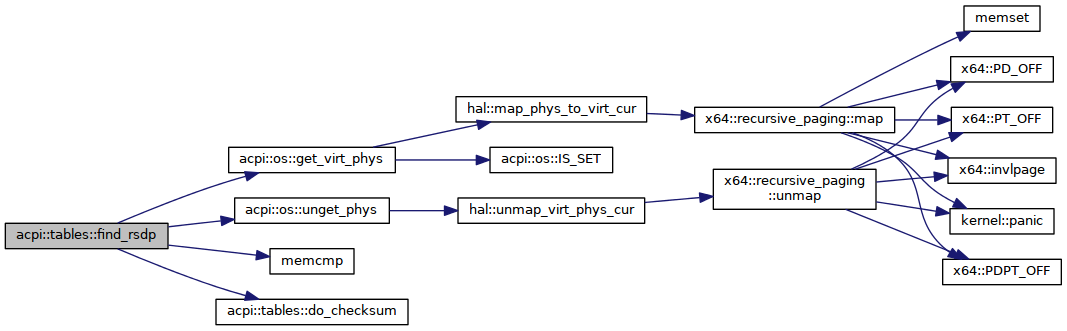 acpi::tables::find_rsdp
acpi::os::get_virt_phys
acpi::os::unget_phys
memcmp
acpi::tables::do_checksum
hal::map_phys_to_virt_cur
acpi::os::IS_SET
hal::unmap_virt_phys_cur
x64::recursive_paging::map
x64::recursive_paging
::unmap
memset
x64::PD_OFF
x64::PT_OFF
x64::invlpage
kernel::panic
x64::PDPT_OFF